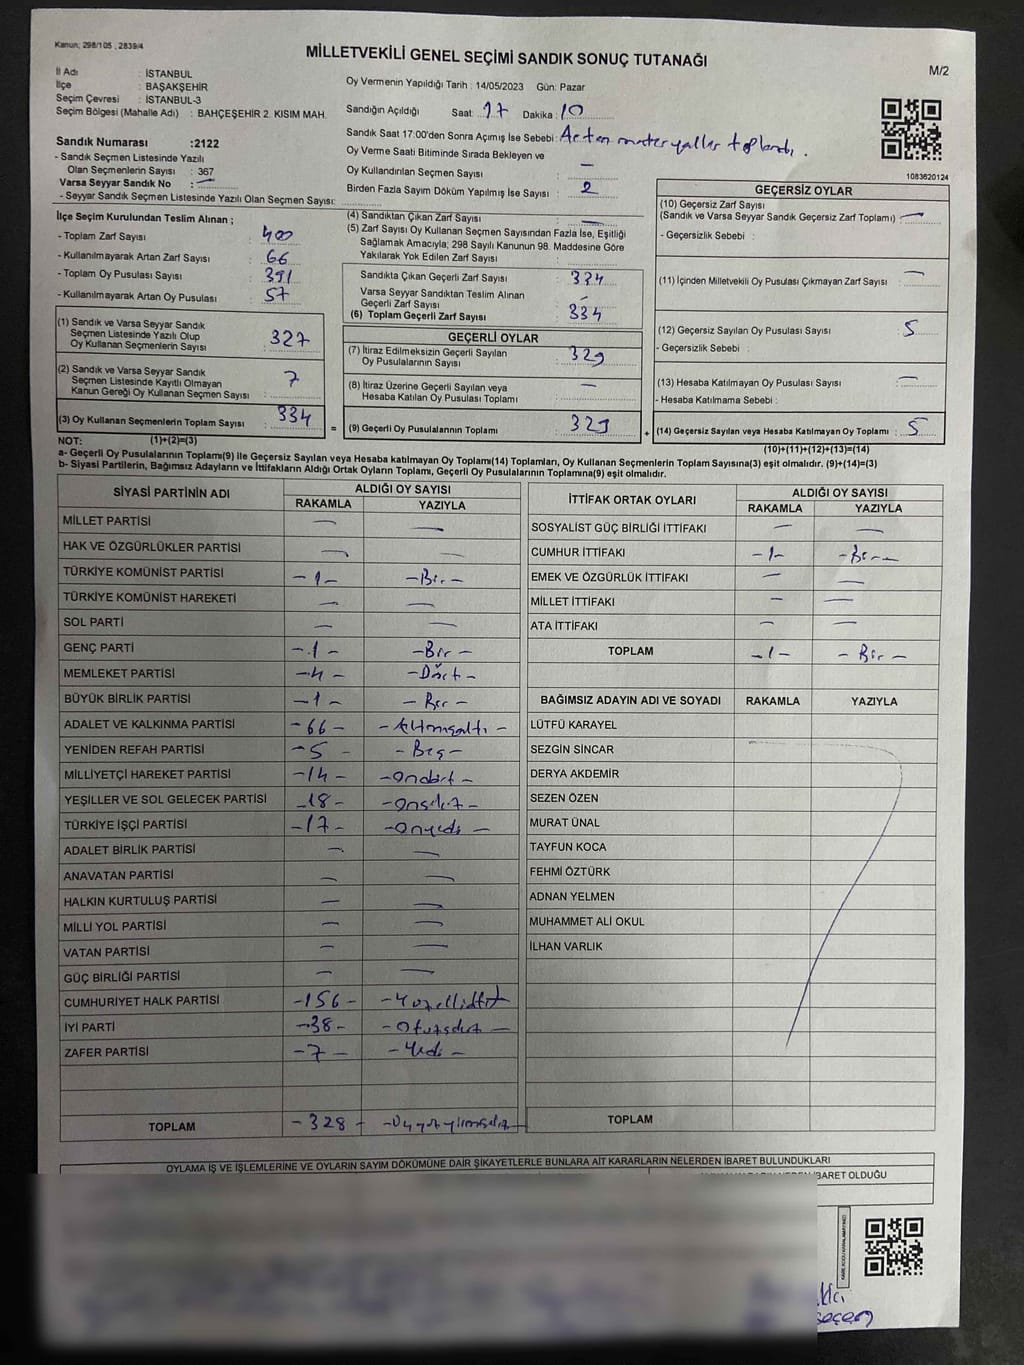 Kanun; 298/105 , 2839/4
MİLLETVEKİLİ GENEL SEÇİMİ SANDIK SONUÇ TUTANAĞI
M/2
İl Adı : İSTANBUL
İlçe : BAŞAKŞEHİR
Seçim Çevresi : İSTANBUL-3
Seçim Bölgesi (Mahalle Adı) : BAHÇEŞEHİR 2. KISIM MAH.
Oy Vermenin Yapıldığı Tarih : 14/05/2023 Gün: Pazar
Sandığın Açıldığı Saat: 17 Dakika : 10
Sandık Saat 17:00'den Sonra Açımış İse Sebebi : Artan materyaller toplandı.
Oy Verme Saati Bitiminde Sırada Bekleyen ve
Oy Kullandırılan Seçmen Sayısı : —
Birden Fazla Sayım Döküm Yapılmış İse Sayısı : 2
1083620124
Sandık Numarası :2122
- Sandık Seçmen Listesinde Yazılı
Olan Seçmenlerin Sayısı : 367
Varsa Seyyar Sandık No : —
- Seyyar Sandık Seçmen Listesinde Yazılı Olan Seçmen Sayısı:
İlçe Seçim Kurulundan Teslim Alınan ;
- Toplam Zarf Sayısı : 400
- Kullanılmayarak Artan Zarf Sayısı : 66
- Toplam Oy Pusulası Sayısı : 391
- Kullanılmayarak Artan Oy Pusulası : 57
(1) Sandık ve Varsa Seyyar Sandık
Seçmen Listesinde Yazılı Olup
Oy Kullanan Seçmenlerin Sayısı : 327
(2) Sandık ve Varsa Seyyar Sandık
Seçmen Listesinde Kayıtlı Olmayan
Kanun Gereği Oy Kullanan Seçmen Sayısı : 7
(3) Oy Kullanan Seçmenlerin Toplam Sayısı : 334
(4) Sandıktan Çıkan Zarf Sayısı : —
(5) Zarf Sayısı Oy Kullanan Seçmen Sayısından Fazla İse, Eşitliği
Sağlamak Amacıyla; 298 Sayılı Kanunun 98. Maddesine Göre
Yakılarak Yok Edilen Zarf Sayısı :
Sandıkta Çıkan Geçerli Zarf Sayısı : 334
Varsa Seyyar Sandıktan Teslim Alınan
Geçerli Zarf Sayısı : —
(6) Toplam Geçerli Zarf Sayısı : 334
GEÇERLİ OYLAR
(7) İtiraz Edilmeksizin Geçerli Sayılan
Oy Pusulalarının Sayısı : 329
(8) İtiraz Üzerine Geçerli Sayılan veya
Hesaba Katılan Oy Pusulası Toplamı : —
= (9) Geçerli Oy Pusulalarının Toplamı : 329
GEÇERSİZ OYLAR
(10) Geçersiz Zarf Sayısı
(Sandık ve Varsa Seyyar Sandık Geçersiz Zarf Toplamı) : —
- Geçersizlik Sebebi :
(11) İçinden Milletvekili Oy Pusulası Çıkmayan Zarf Sayısı : —
(12) Geçersiz Sayılan Oy Pusulası Sayısı : 5
- Geçersizlik Sebebi :
(13) Hesaba Katılmayan Oy Pusulası Sayısı : —
- Hesaba Katılmama Sebebi :
+ (14) Geçersiz Sayılan veya Hesaba Katılmayan Oy Toplamı : 5
NOT: (1)+(2)=(3)
(10)+(11)+(12)+(13)=(14)
a- Geçerli Oy Pusulalarının Toplamı(9) ile Geçersiz Sayılan veya Hesaba katılmayan Oy Toplamı(14) Toplamları, Oy Kullanan Seçmenlerin Toplam Sayısına(3) eşit olmalıdır. (9)+(14)=(3)
b- Siyasi Partilerin, Bağımsız Adayların ve İttifakların Aldığı Ortak Oyların Toplamı, Geçerli Oy Pusulalarının Toplamına(9) eşit olmalıdır.
SİYASİ PARTİNİN ADI ALDIĞI OY SAYISI
RAKAMLA YAZIYLA
MİLLET PARTİSİ — —
HAK VE ÖZGÜRLÜKLER PARTİSİ — —
TÜRKİYE KOMÜNİST PARTİSİ -1- -Bir-
TÜRKİYE KOMÜNİST HAREKETİ — —
SOL PARTİ — —
GENÇ PARTİ -1- -Bir-
MEMLEKET PARTİSİ -4- -Dört-
BÜYÜK BİRLİK PARTİSİ -1- -Bir-
ADALET VE KALKINMA PARTİSİ -66- -Altmışaltı-
YENİDEN REFAH PARTİSİ -5- -Beş-
MİLLİYETÇİ HAREKET PARTİSİ -14- -Ondört-
YEŞİLLER VE SOL GELECEK PARTİSİ -18- -Onsekiz-
TÜRKİYE İŞÇİ PARTİSİ -17- -Onyedi-
ADALET BİRLİK PARTİSİ — —
ANAVATAN PARTİSİ — —
HALKIN KURTULUŞ PARTİSİ — —
MİLLİ YOL PARTİSİ — —
VATAN PARTİSİ — —
GÜÇ BİRLİĞİ PARTİSİ — —
CUMHURİYET HALK PARTİSİ -156- -Yüzellialtı
İYİ PARTİ -38- -Otuzsekiz-
ZAFER PARTİSİ -7- -Yedi-
TOPLAM -328- -Üçyüzyirmisekiz-
İTTİFAK ORTAK OYLARI ALDIĞI OY SAYISI
RAKAMLA YAZIYLA
SOSYALİST GÜÇ BİRLİĞİ İTTİFAKI — —
CUMHUR İTTİFAKI -1- -Bir-
EMEK VE ÖZGÜRLÜK İTTİFAKI — —
MİLLET İTTİFAKI — —
ATA İTTİFAKI — —
TOPLAM -1- -Bir-
BAĞIMSIZ ADAYIN ADI VE SOYADI RAKAMLA YAZIYLA
LÜTFÜ KARAYEL
SEZGİN SİNCAR
DERYA AKDEMİR
SEZEN ÖZEN
MURAT ÜNAL
TAYFUN KOCA
FEHMİ ÖZTÜRK
ADNAN YELMEN
MUHAMMET ALİ OKUL
İLHAN VARLIK
TOPLAM
OYLAMA İŞ VE İŞLEMLERİNE VE OYLARIN SAYIM DÖKÜMÜNE DAİR ŞİKAYETLERLE BUNLARA AİT KARARLARIN NELERDEN İBARET BULUNDUKLARI
İBARET OLDUĞU